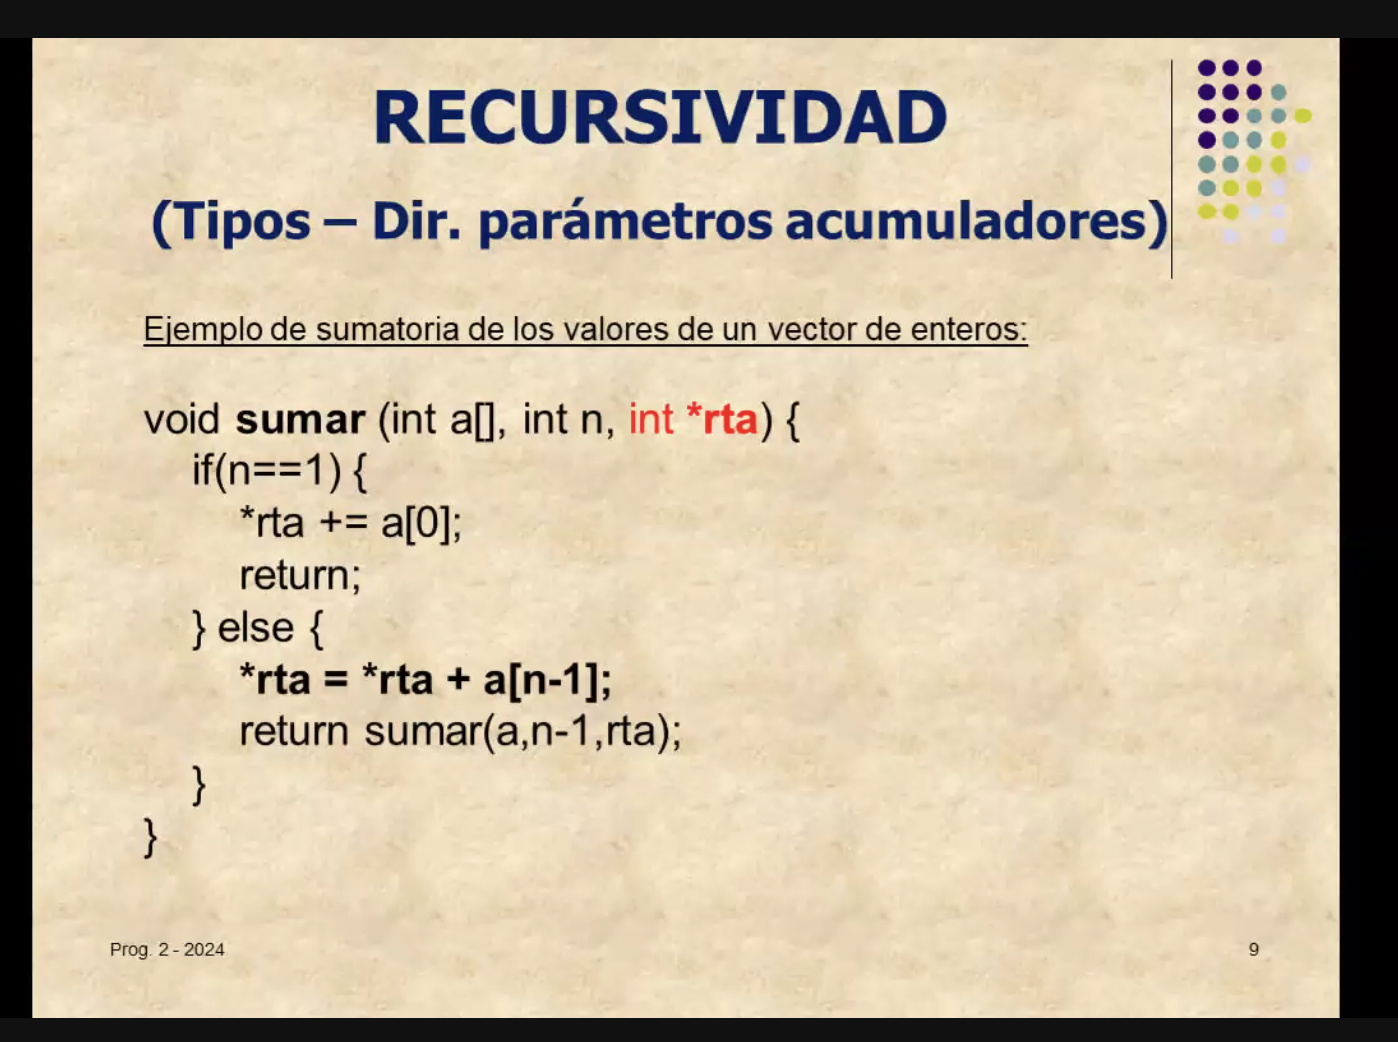 RECURSIVIDAD
(Tipos – Dir. parámetros acumuladores)
Ejemplo de sumatoria de los valores de un vector de enteros:
void sumar (int a[], int n, int *rta) {
if(n==1) {
*rta += a[0];
return;
} else {
*rta = *rta + a[n-1];
return sumar(a,n-1,rta);
}
}
Prog. 2 - 2024
9